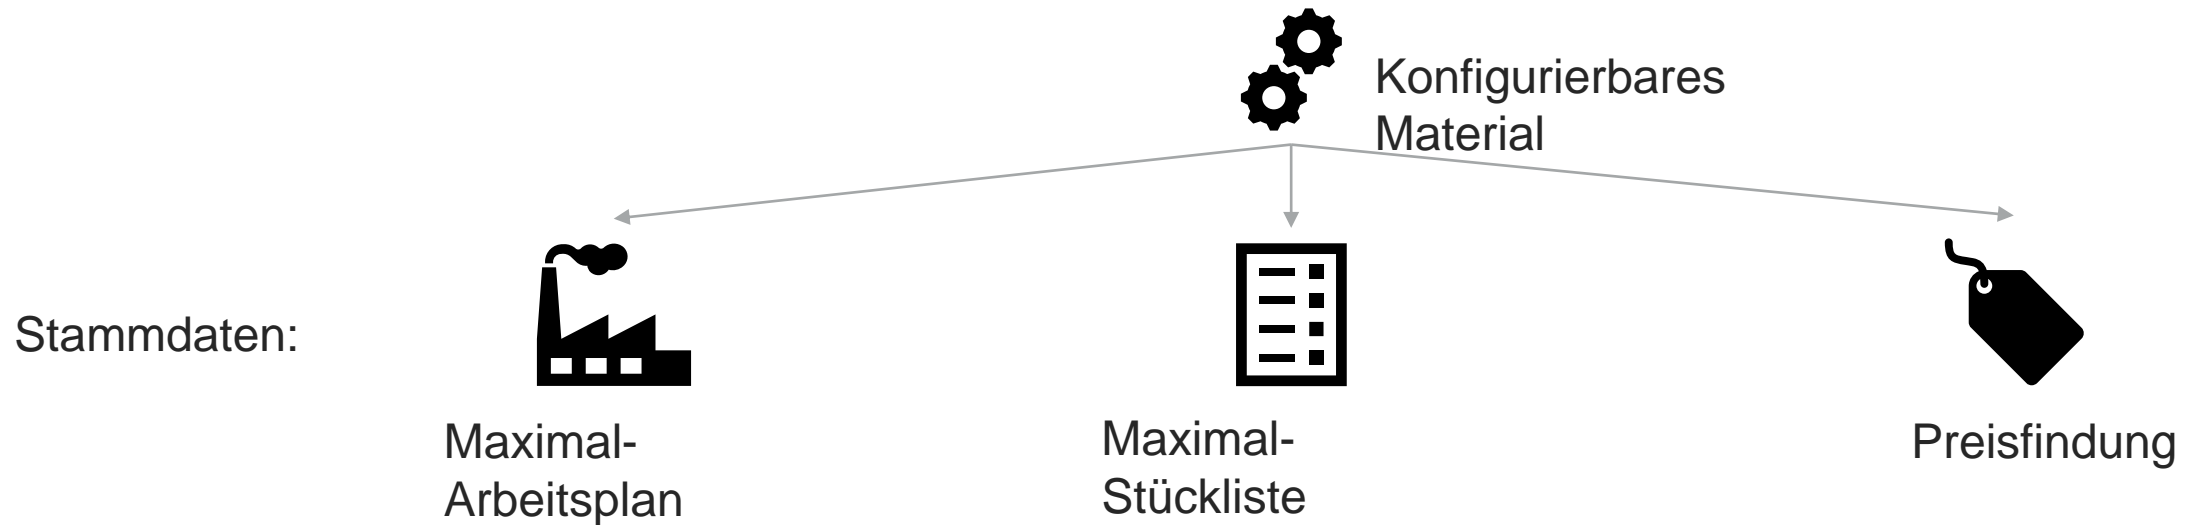 Konfigurierbares
Material
Stammdaten:
Maximal-
Arbeitsplan
Maximal-
Stückliste
Preisfindung